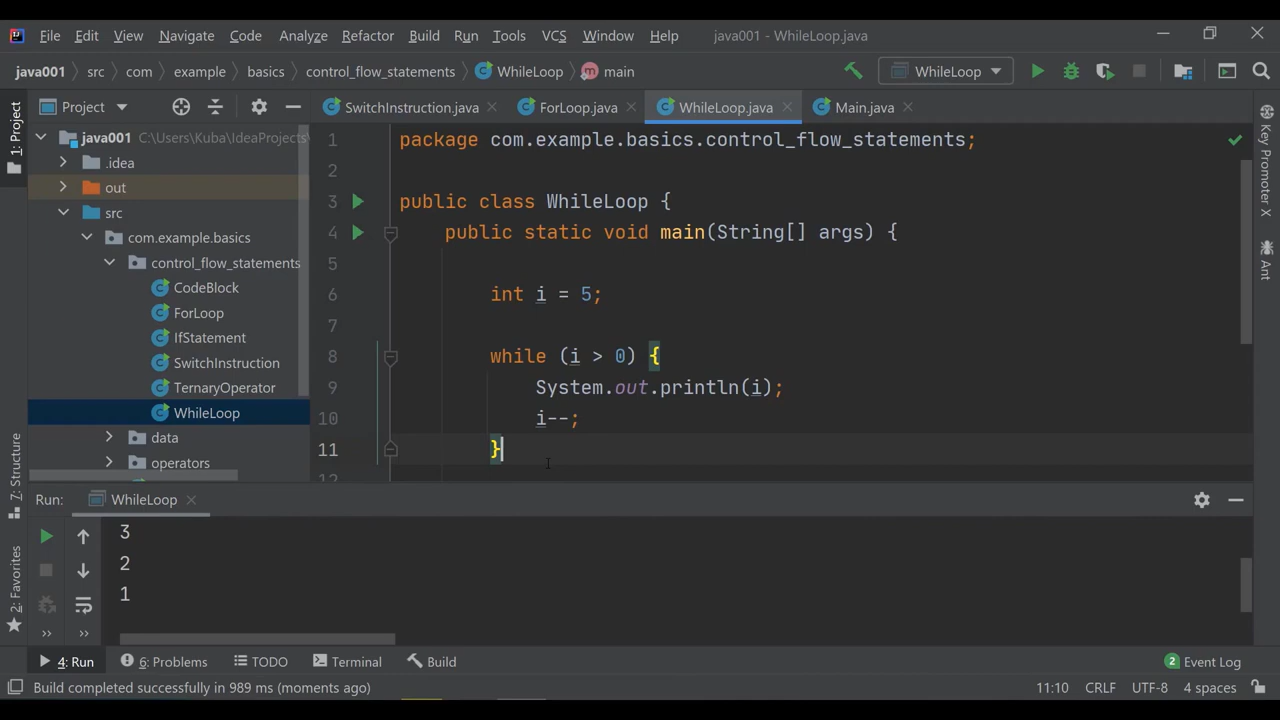 File Edit View Navigate Code Analyze Refactor Build Run Tools VCS Window Help java001 - WhileLoop.java
java001 src com example basics control_flow_statements WhileLoop main WhileLoop
1: Project
Project
SwitchInstruction.java ForLoop.java WhileLoop.java Main.java
java001 C:\Users\Kuba\IdeaProjects\
.idea
out
src
com.example.basics
control_flow_statements
CodeBlock
ForLoop
IfStatement
SwitchInstruction
TernaryOperator
WhileLoop
data
operators
1 package com.example.basics.control_flow_statements;
2
3 public class WhileLoop {
4 public static void main(String[] args) {
5
6 int i = 5;
7
8 while (i > 0) {
9 System.out.println(i);
10 i--;
11 }
12
Key Promoter X
Ant
7: Structure
2: Favorites
Run: WhileLoop
3
2
1
4: Run 6: Problems TODO Terminal Build 2 Event Log
Build completed successfully in 989 ms (moments ago) 11:10 CRLF UTF-8 4 spaces